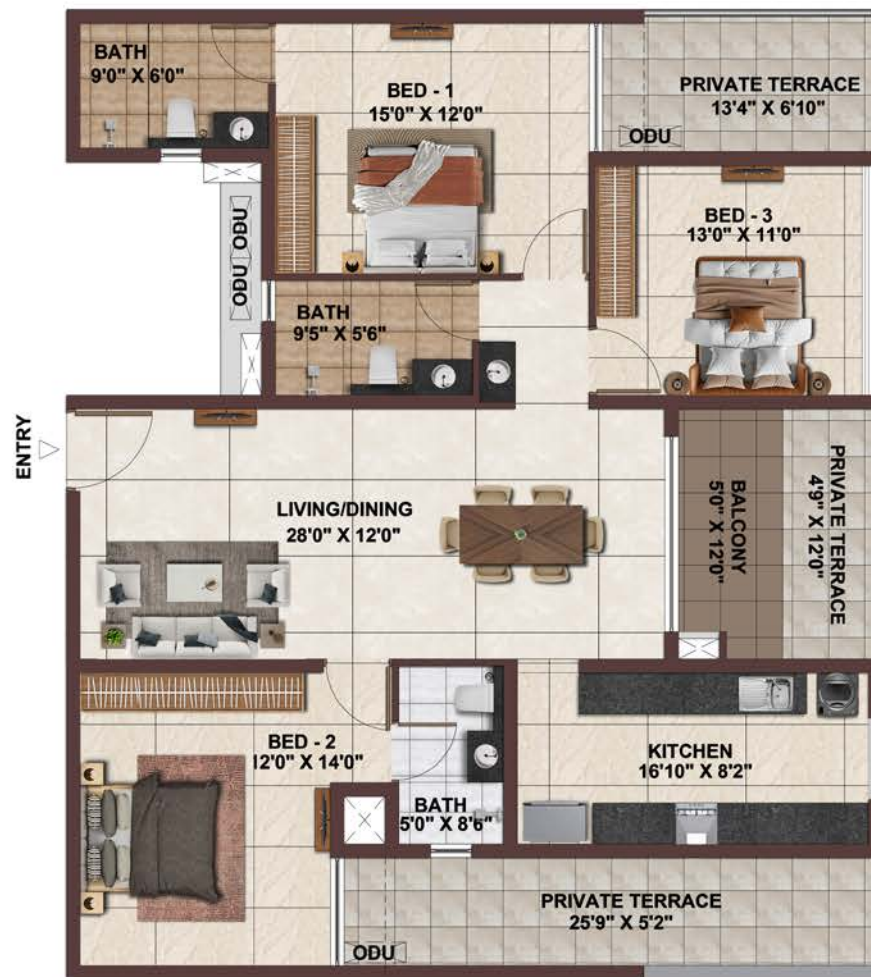 BATH
9'0" X 6'0"
BED - 1
15'0" X 12'0"
PRIVATE TERRACE
13'4" X 6'10"
ODU
BED - 3
13'0" X 11'0"
ODU
ODU
BATH
9'5" X 5'6"
ENTRY
LIVING/DINING
28'0" X 12'0"
BALCONY
5'0" X 12'0"
PRIVATE TERRACE
4'9" X 12'0"
BED - 2
12'0" X 14'0"
KITCHEN
16'10" X 8'2"
BATH
5'0" X 8'6"
PRIVATE TERRACE
25'9" X 5'2"
ODU